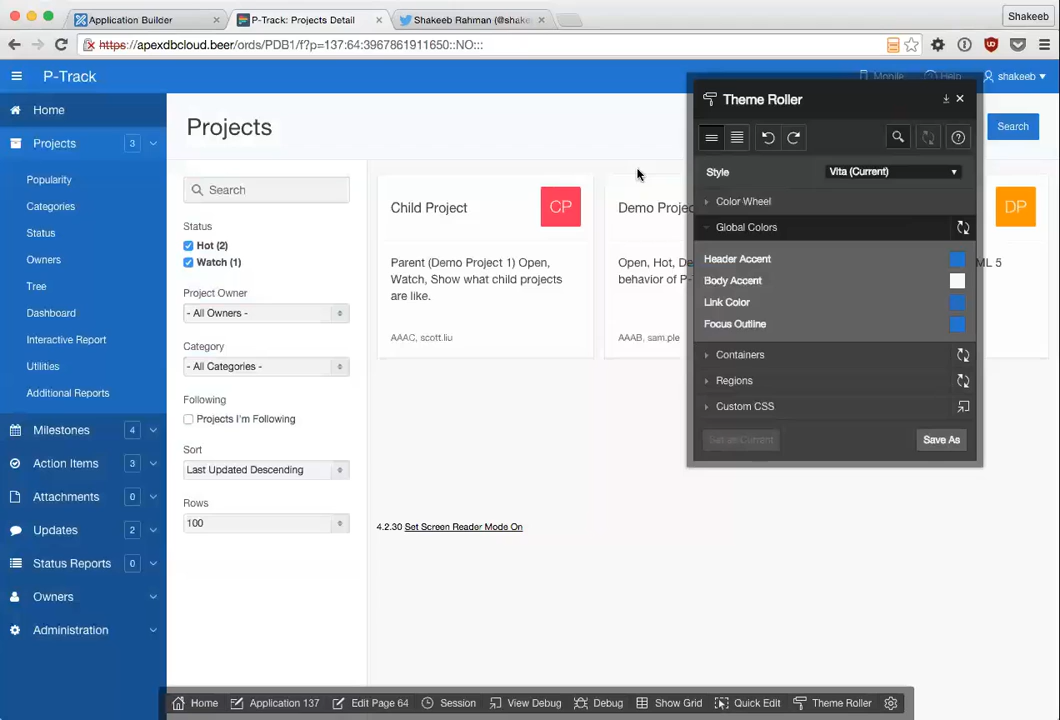 Application Builder
P-Track: Projects Detail
Shakeeb Rahman (@shake
Shakeeb
https://apexdbcloud.beer/ords/PDB1/f?p=137:64:3967861911650::NO:::
P-Track
Mobile
Help
shakeeb
Home
Projects 3
Popularity
Categories
Status
Owners
Tree
Dashboard
Interactive Report
Utilities
Additional Reports
Milestones 4
Action Items 3
Attachments 0
Updates 2
Status Reports 0
Owners
Administration
Projects
Search
Search
Status
Hot (2)
Watch (1)
Project Owner
- All Owners -
Category
- All Categories -
Following
Projects I'm Following
Sort
Last Updated Descending
Rows
100
Child Project
CP
Parent (Demo Project 1) Open,
Watch, Show what child projects
are like.
AAAC, scott.liu
Demo Projec
Open, Hot, De
behavior of P-T
AAAB, sam.ple
DP
ML 5
4.2.30 Set Screen Reader Mode On
Theme Roller
Style
Vita (Current)
Color Wheel
Global Colors
Header Accent
Body Accent
Link Color
Focus Outline
Containers
Regions
Custom CSS
Set as Current
Save As
Home
Application 137
Edit Page 64
Session
View Debug
Debug
Show Grid
Quick Edit
Theme Roller